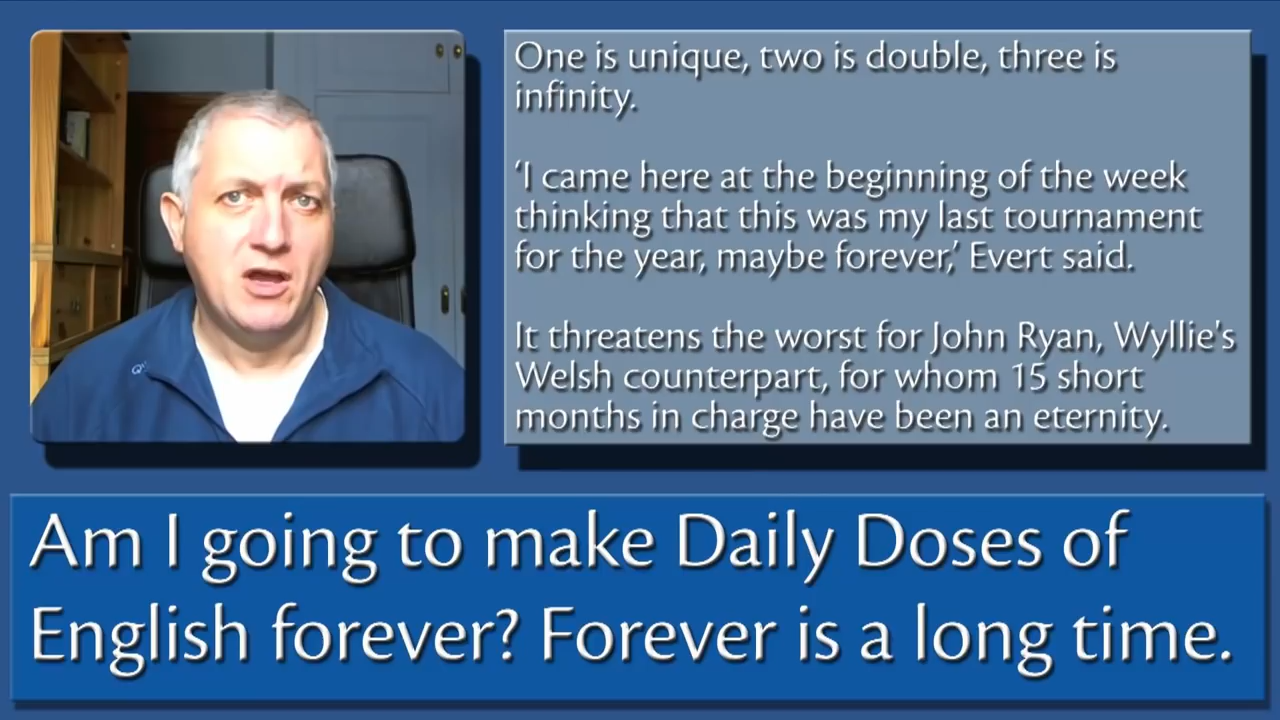 One is unique, two is double, three is
infinity.
‘I came here at the beginning of the week
thinking that this was my last tournament
for the year, maybe forever,’ Evert said.
It threatens the worst for John Ryan, Wyllie's
Welsh counterpart, for whom 15 short
months in charge have been an eternity.
Am I going to make Daily Doses of
English forever? Forever is a long time.